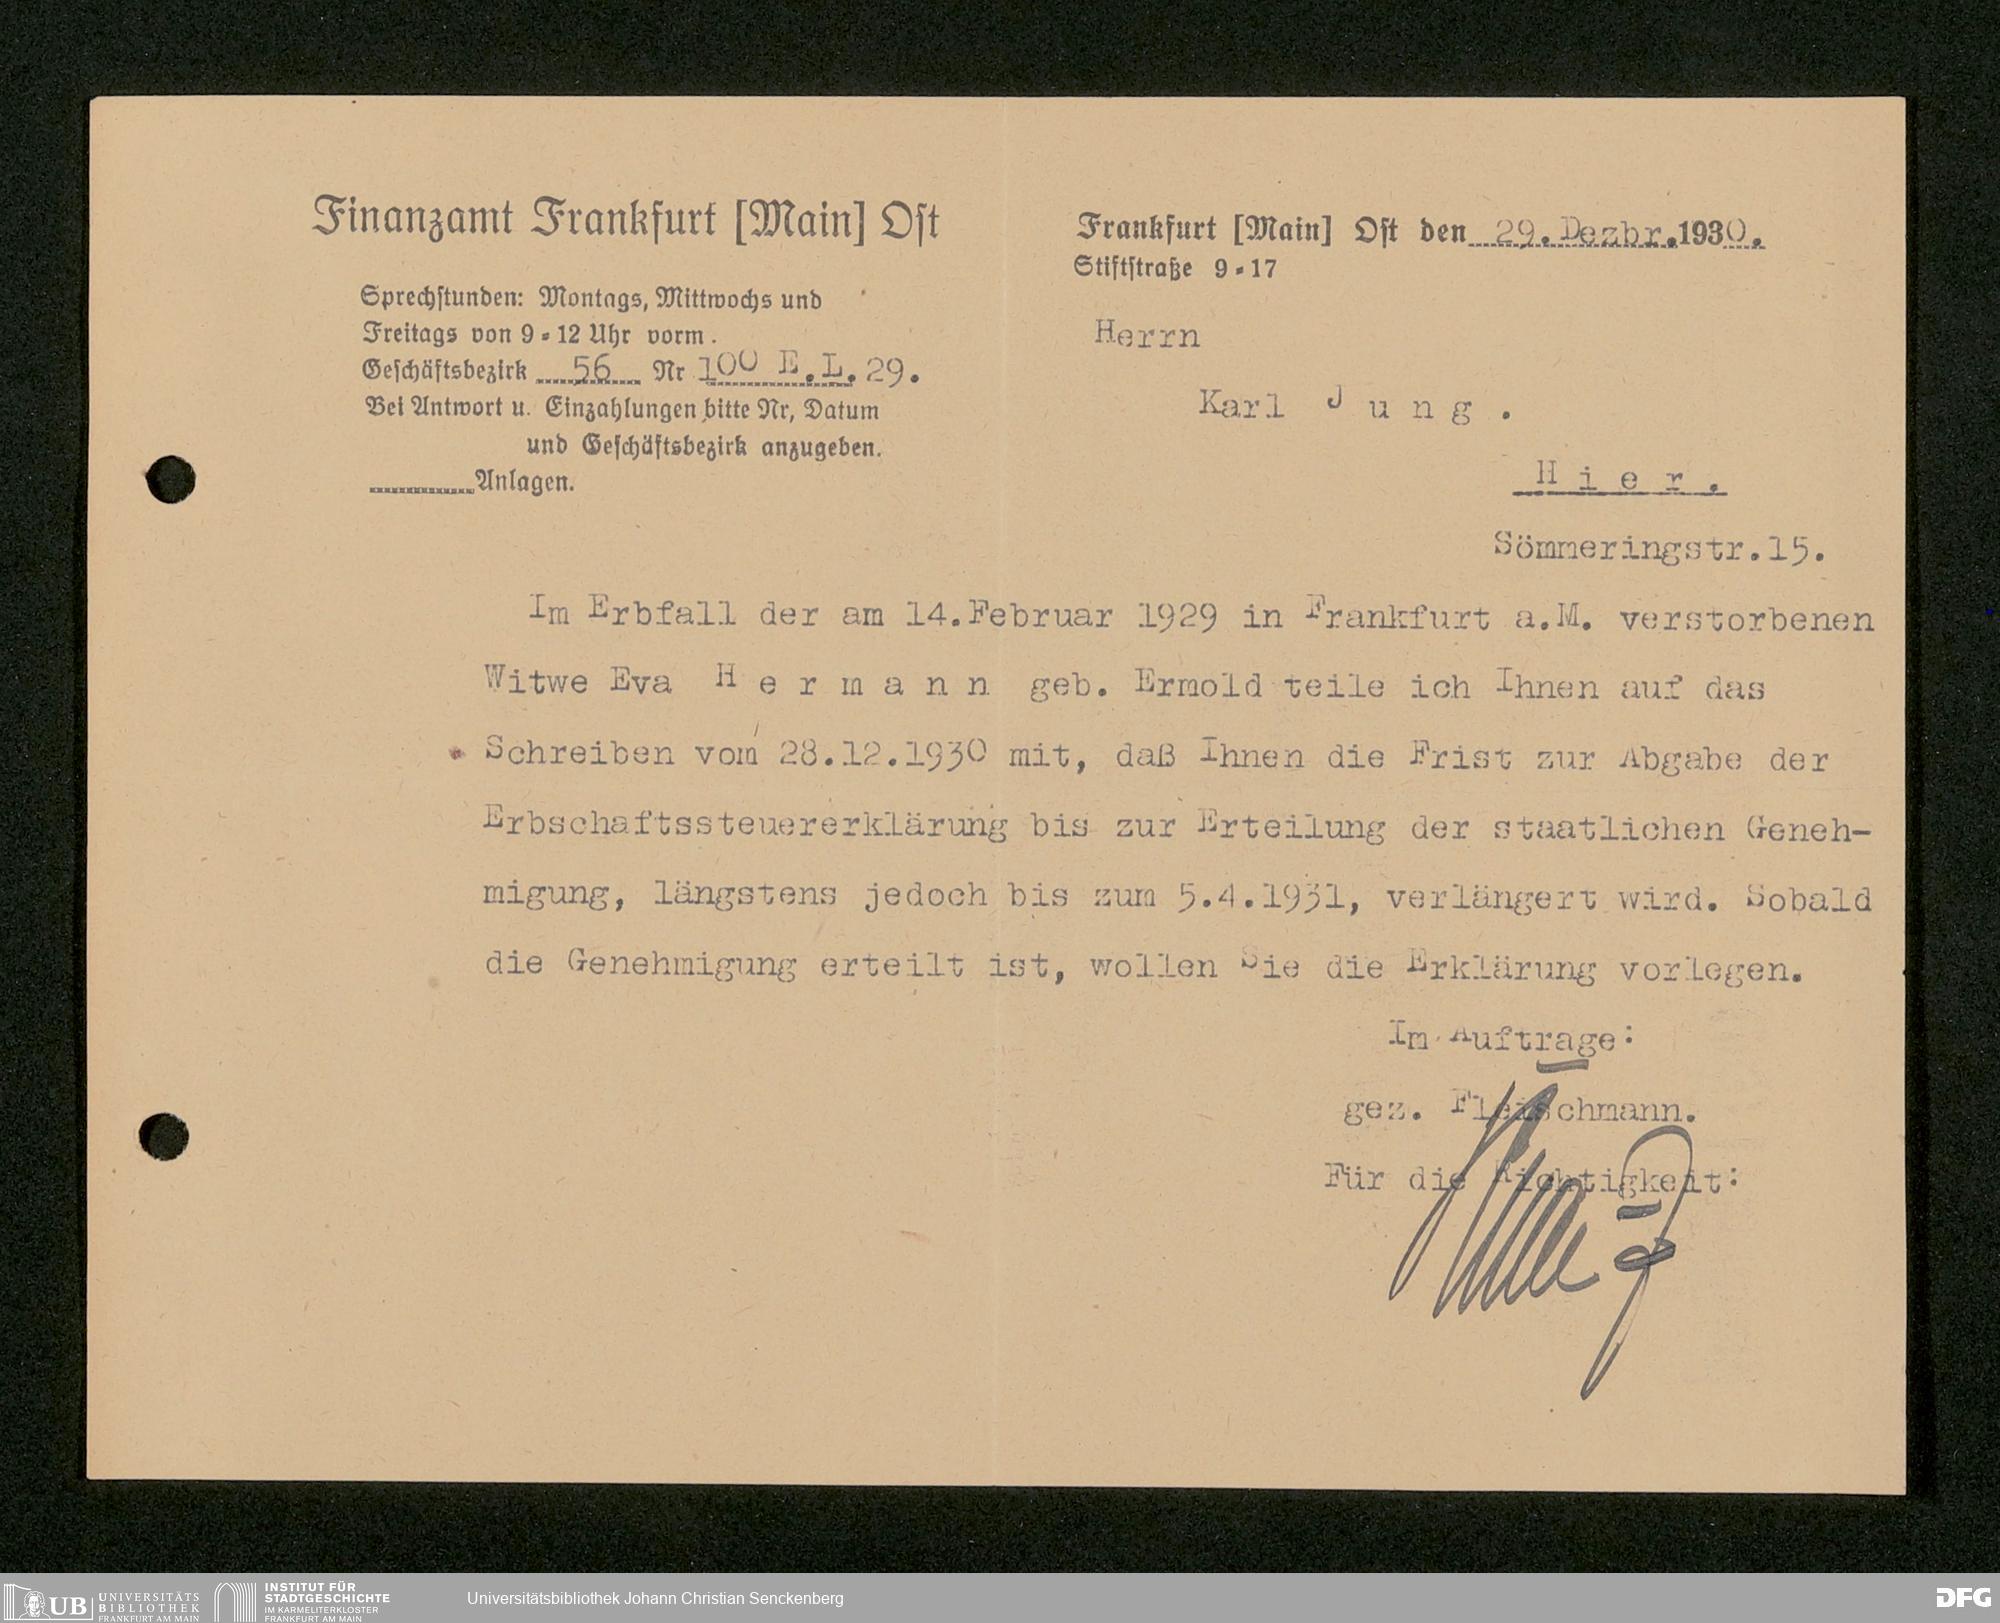 Finanzamt Frankfurt [Main] Ost
Sprechstunden: Montags, Mittwochs und
Freitags von 9-12 Uhr vorm.
Geschäftsbezirk 56 Nr 100 E.L.29.
Bei Antwort u. Einzahlungen bitte Nr, Datum
und Geschäftsbezirk anzugeben.
Anlagen.
Frankfurt [Main] Ost den 29.Dezbr.1930.
Stiftstraße 9-17
Herrn
Karl J u n g .
H i e r .
Sömmeringstr.15.
Im Erbfall der am 14.Februar 1929 in Frankfurt a.M. verstorbenen
Witwe Eva H e r m a n n geb. Ermold teile ich Ihnen auf das
Schreiben vom 28.12.1930 mit, daß Ihnen die Frist zur Abgabe der
Erbschaftssteuererklärung bis zur Erteilung der staatlichen Geneh-
migung, längstens jedoch bis zum 5.4.1931, verlängert wird. Sobald
die Genehmigung erteilt ist, wollen Sie die Erklärung vorlegen.
Im Auftrage:
gez. Fleischmann.
Für die Richtigkeit:
UB UNIVERSITÄTS
BIBLIOTHEK
FRANKFURT AM MAIN
INSTITUT FÜR
STADTGESCHICHTE
IM KARMELITERKLOSTER
FRANKFURT AM MAIN
Universitätsbibliothek Johann Christian Senckenberg
DFG